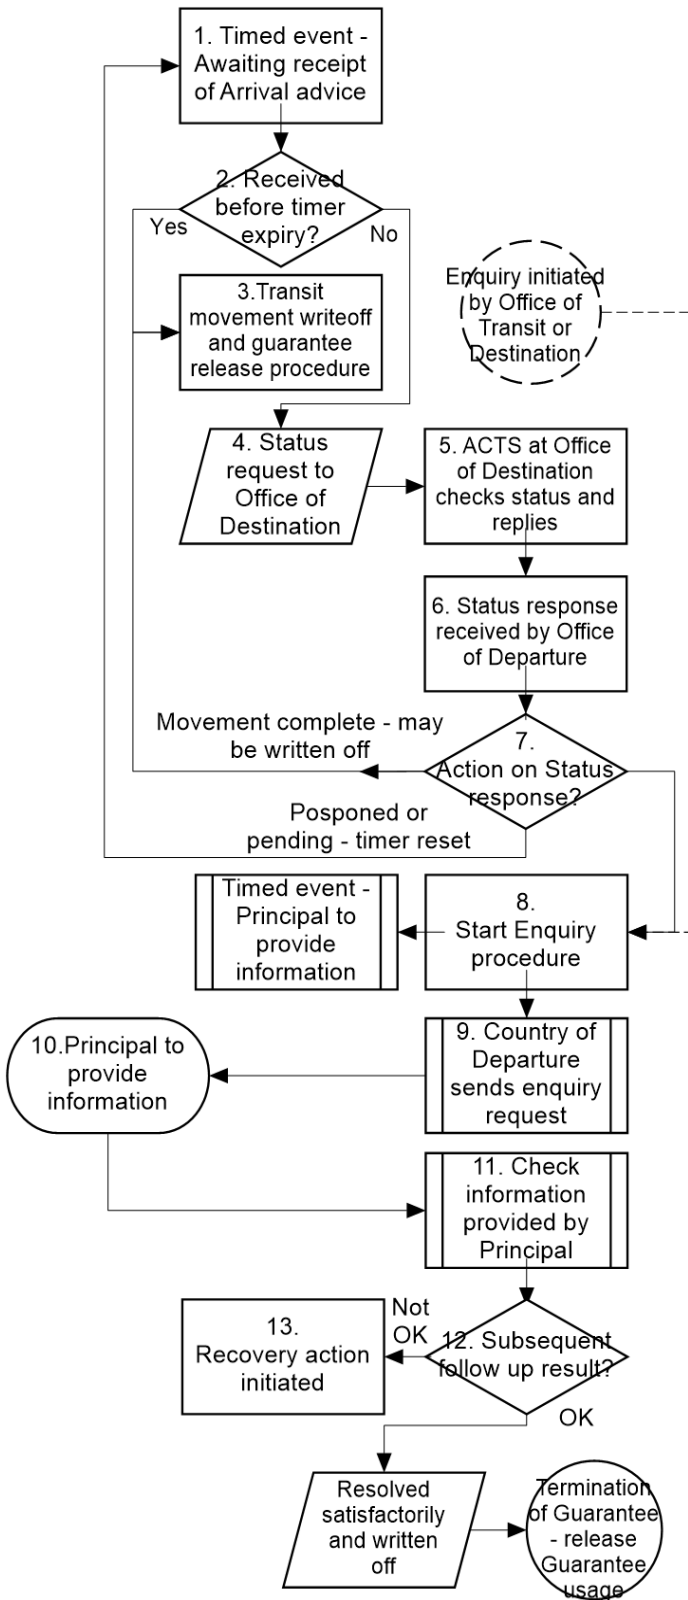 1. Timed event -
Awaiting receipt
of Arrival advice
2. Received
before timer
expiry?
Yes
No
3.Transit
movement writeoff
and guarantee
release procedure
Enquiry initiated
by Office of
Transit or
Destination
4. Status
request to
Office of
Destination
5. ACTS at Office
of Destination
checks status and
replies
6. Status response
received by Office
of Departure
Movement complete - may
be written off
7.
Action on Status
response?
Posponed or
pending - timer reset
Timed event -
Principal to
provide
information
8.
Start Enquiry
procedure
9. Country of
Departure
sends enquiry
request
10.Principal to
provide
information
11. Check
information
provided by
Principal
Not
OK
12. Subsequent
follow up result?
13.
Recovery action
initiated
OK
Resolved
satisfactorily
and written
off
Termination
of Guarantee
- release
Guarantee
usage